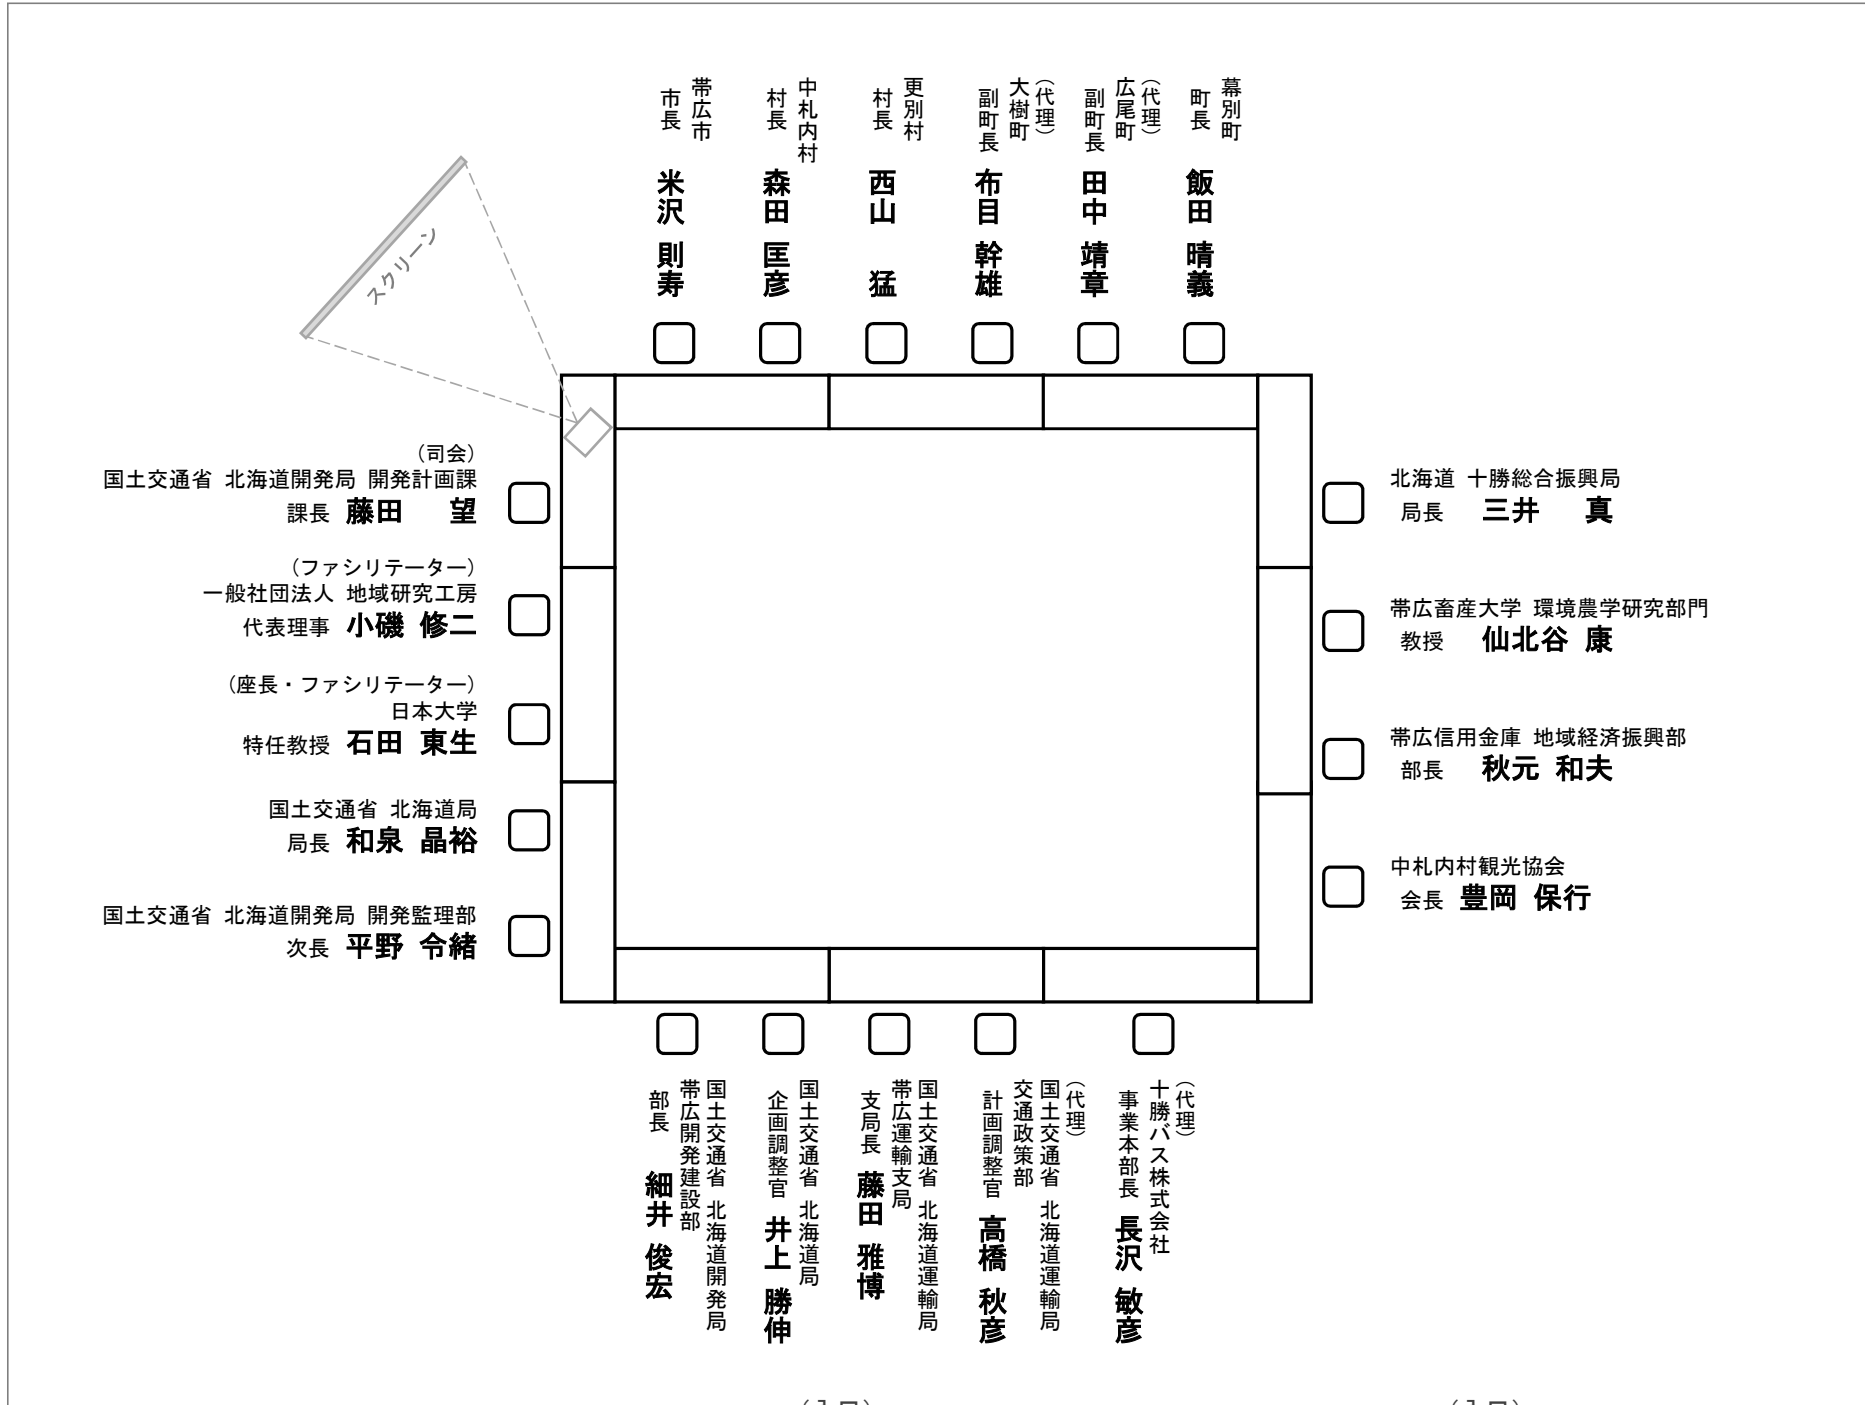 帯広市
市長 米沢 則寿
中札内村
村長 森田 匡彦
更別村
村長 西山 猛
（代理）
大樹町
副町長 布目 幹雄
（代理）
広尾町
副町長 田中 靖章
幕別町
町長 飯田 晴義
スクリーン
（司会）
国土交通省 北海道開発局 開発計画課
課長 藤田 望
（ファシリテーター）
一般社団法人 地域研究工房
代表理事 小磯 修二
（座長・ファシリテーター）
日本大学
特任教授 石田 東生
国土交通省 北海道局
局長 和泉 晶裕
国土交通省 北海道開発局 開発監理部
次長 平野 令緒
北海道 十勝総合振興局
局長 三井 真
帯広畜産大学 環境農学研究部門
教授 仙北谷 康
帯広信用金庫 地域経済振興部
部長 秋元 和夫
中札内村観光協会
会長 豊岡 保行
国土交通省 北海道開発局
帯広開発建設部
部長 細井 俊宏
国土交通省 北海道局
企画調整官 井上 勝伸
国土交通省 北海道運輸局
帯広運輸支局
支局長 藤田 雅博
（代理）
国土交通省 北海道運輸局
交通政策部
計画調整官 高橋 秋彦
（代理）
十勝バス株式会社
事業本部長 長沢 敏彦